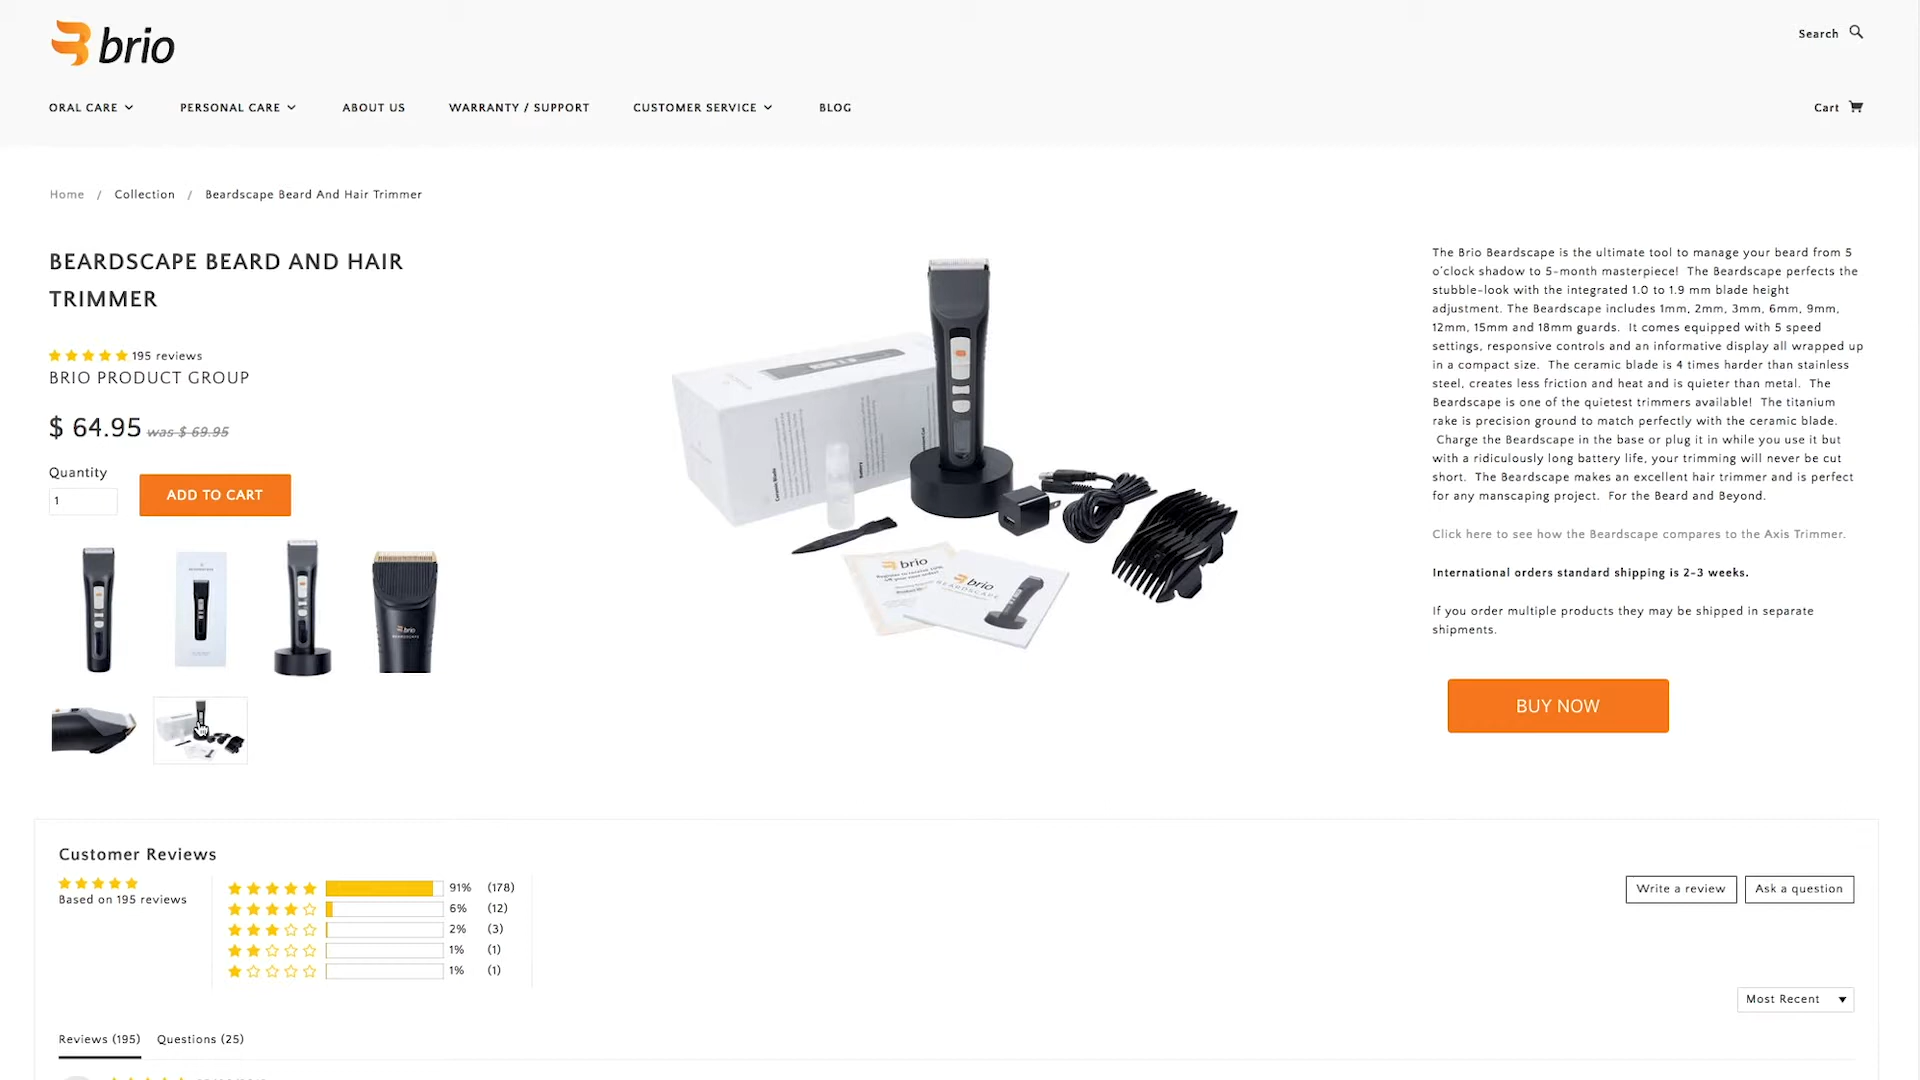 brio
Search
ORAL CARE
PERSONAL CARE
ABOUT US
WARRANTY / SUPPORT
CUSTOMER SERVICE
BLOG
Cart
Home / Collection / Beardscape Beard And Hair Trimmer
BEARDSCAPE BEARD AND HAIR
TRIMMER
195 reviews
BRIO PRODUCT GROUP
$ 64.95 was $ 69.95
Quantity
1
ADD TO CART
brio
brio
BEARDSCAPE
brio
The Brio Beardscape is the ultimate tool to manage your beard from 5
o'clock shadow to 5-month masterpiece!  The Beardscape perfects the
stubble-look with the integrated 1.0 to 1.9 mm blade height
adjustment. The Beardscape includes 1mm, 2mm, 3mm, 6mm, 9mm,
12mm, 15mm and 18mm guards.  It comes equipped with 5 speed
settings, responsive controls and an informative display all wrapped up
in a compact size.  The ceramic blade is 4 times harder than stainless
steel, creates less friction and heat and is quieter than metal.  The
Beardscape is one of the quietest trimmers available!  The titanium
rake is precision ground to match perfectly with the ceramic blade.
Charge the Beardscape in the base or plug it in while you use it but
with a ridiculously long battery life, your trimming will never be cut
short.  The Beardscape makes an excellent hair trimmer and is perfect
for any manscaping project.  For the Beard and Beyond.
Click here to see how the Beardscape compares to the Axis Trimmer.
International orders standard shipping is 2-3 weeks.
If you order multiple products they may be shipped in separate
shipments.
BUY NOW
Customer Reviews
Based on 195 reviews
91% (178)
6% (12)
2% (3)
1% (1)
1% (1)
Write a review
Ask a question
Most Recent
Reviews (195)
Questions (25)